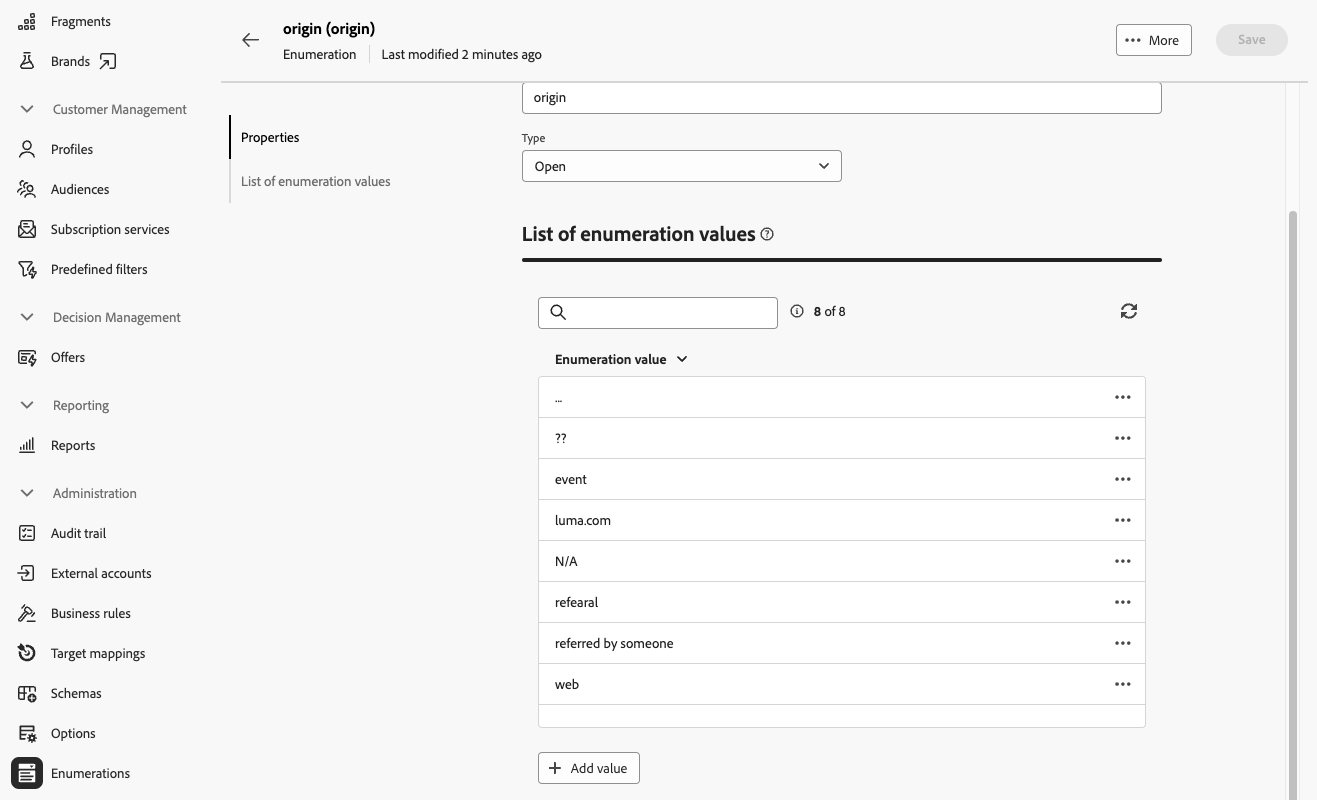 Fragments
Brands
Customer Management
Profiles
Audiences
Subscription services
Predefined filters
Decision Management
Offers
Reporting
Reports
Administration
Audit trail
External accounts
Business rules
Target mappings
Schemas
Options
Enumerations
origin (origin)
Enumeration
Last modified 2 minutes ago
More
Save
Properties
List of enumeration values
origin
Type
Open
List of enumeration values
8 of 8
Enumeration value
...
??
event
luma.com
N/A
refearal
referred by someone
web
Add value